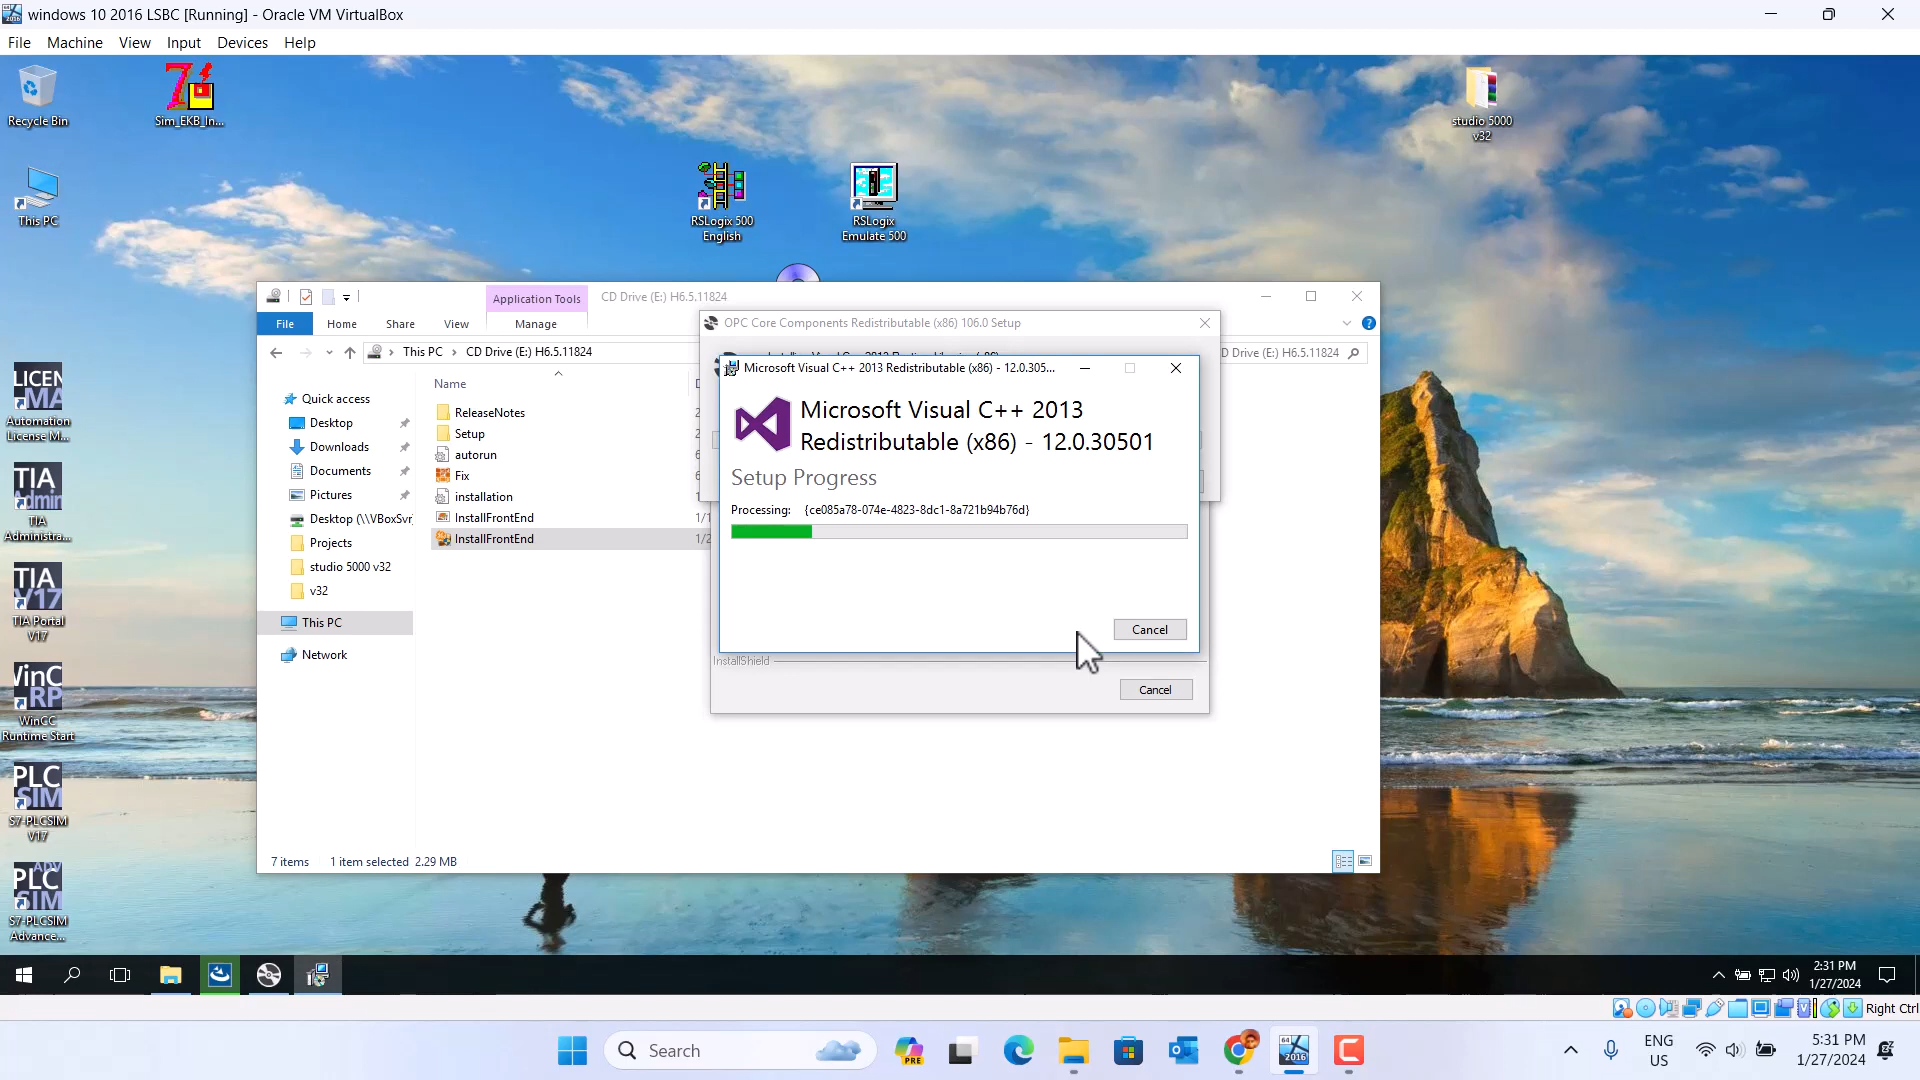 windows 10 2016 LSBC [Running] - Oracle VM VirtualBox
File Machine View Input Devices Help
Recycle Bin
Sim_EKB_In...
studio 5000
v32
This PC
RSLogix 500
English
RSLogix
Emulate 500
Application Tools
CD Drive (E:) H6.5.11824
File Home Share View Manage
This PC > CD Drive (E:) H6.5.11824
D Drive (E:) H6.5.11824
OPC Core Components Redistributable (x86) 106.0 Setup
Microsoft Visual C++ 2013 Redistributable (x86) - 12.0.305...
Microsoft Visual C++ 2013
Redistributable (x86) - 12.0.30501
Setup Progress
Processing: {ce085a78-074e-4823-8dc1-8a721b94b76d}
Cancel
InstallShield
Cancel
Name
ReleaseNotes
Setup
autorun
Fix
installation
InstallFrontEnd
InstallFrontEnd
Quick access
Desktop
Downloads
Documents
Pictures
Desktop (\\VBoxSvr
Projects
studio 5000 v32
v32
This PC
Network
7 items 1 item selected 2.29 MB
Automation
License M...
TIA
Administra...
TIA Portal
V17
WinCC
Runtime Start
S7-PLCSIM
V17
S7-PLCSIM
Advance...
2:31 PM
1/27/2024
Right Ctrl
Search
PRE
64
2016
ENG
US
5:31 PM
1/27/2024